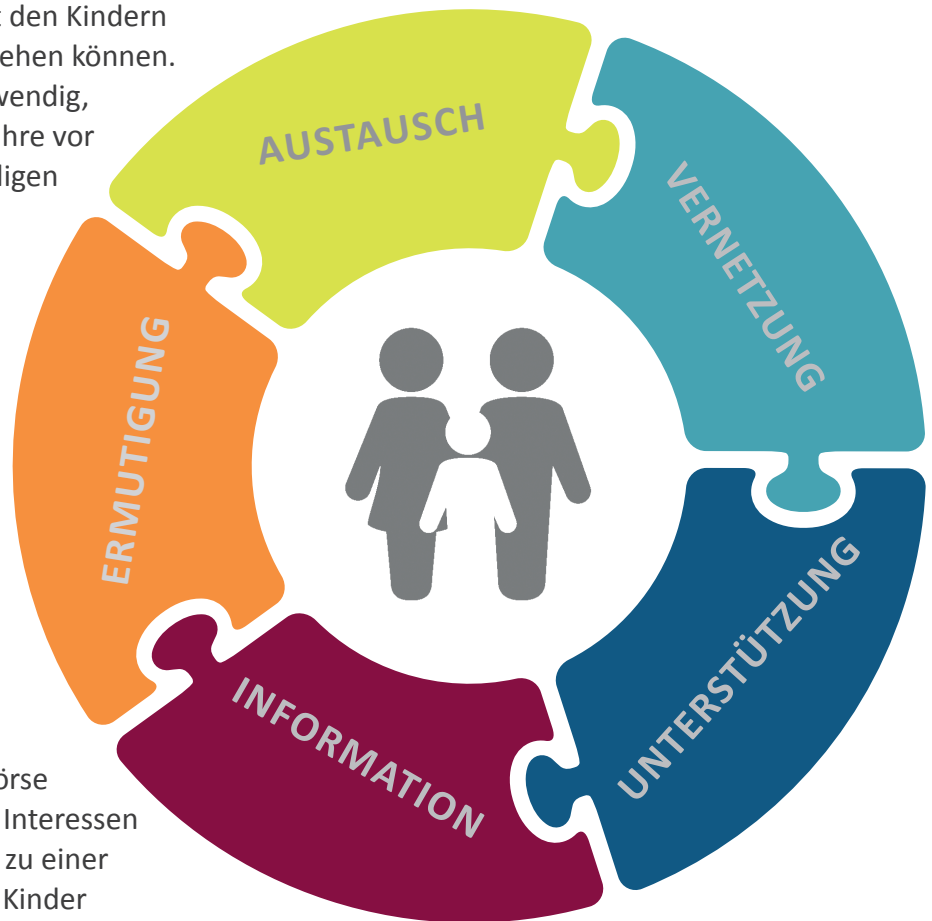 t den Kindern
ehen können.
wendig,
hre vor
ligen
AUSTAUSCH
VERNETZUNG
ERMUTIGUNG
UNTERSTÜTZUNG
INFORMATION
örse
Interessen
zu einer
Kinder